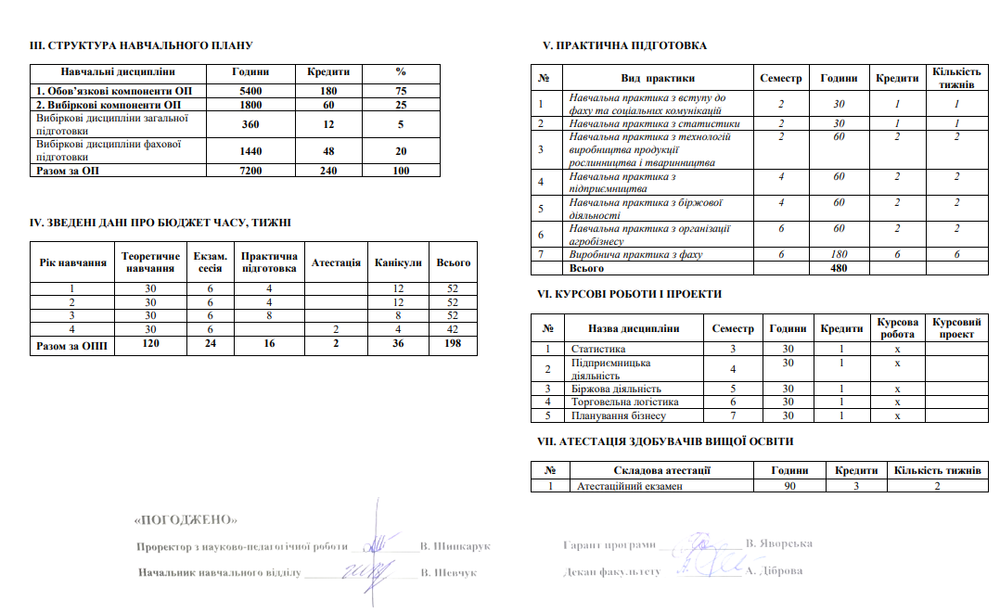 III. СТРУКТУРА НАВЧАЛЬНОГО ПЛАНУ
Навчальні дисципліни Години Кредити %
1. Обов'язкові компоненти ОП 5400 180 75
2. Вибіркові компоненти ОП 1800 60 25
Вибіркові дисципліни загальної
підготовки 360 12 5
Вибіркові дисципліни фахової
підготовки 1440 48 20
Разом за ОП 7200 240 100
IV. ЗВЕДЕНІ ДАНІ ПРО БЮДЖЕТ ЧАСУ, ТИЖНІ
Рік навчання Теоретичне навчання Екзам. сесія Практична підготовка Атестація Канікули Всього
1 30 6 4 12 52
2 30 6 4 12 52
3 30 6 8 8 52
4 30 6 2 4 42
Разом за ОПП 120 24 16 2 36 198
V. ПРАКТИЧНА ПІДГОТОВКА
№ Вид практики Семестр Години Кредити Кількість тижнів
1 Навчальна практика з вступу до
фаху та соціальних комунікацій 2 30 1 1
2 Навчальна практика з статистики 2 30 1 1
3 Навчальна практика з технологій 2 60 2 2
виробництва продукції
рослинництва і тваринництва
4 Навчальна практика з 4 60 2 2
підприємництва
5 Навчальна практика з біржової 4 60 2 2
діяльності
6 Навчальна практика з організації 6 60 2 2
агробізнесу
7 Виробнича практика з фаху 6 180 6 6
Всього 480
VI. КУРСОВІ РОБОТИ І ПРОЕКТИ
№ Назва дисципліни Семестр Години Кредити Курсова робота Курсовий проект
1 Статистика 3 30 1 х
2 Підприємницька 4 30 1 х
діяльність
3 Біржова діяльність 5 30 1 х
4 Торговельна логістика 6 30 1 х
5 Планування бізнесу 7 30 1 х
VII. АТЕСТАЦІЯ ЗДОБУВАЧІВ ВИЩОЇ ОСВІТИ
№ Складова атестації Години Кредити Кількість тижнів
1 Атестаційний екзамен 90 3 2
«ПОГОДЖЕНО»
Проректор з науково-педагогічної роботи В. Шинкарук
Начальник навчального відділу В. Шевчук
Гарант програми В. Яворська
Декан факультету А. Діброва